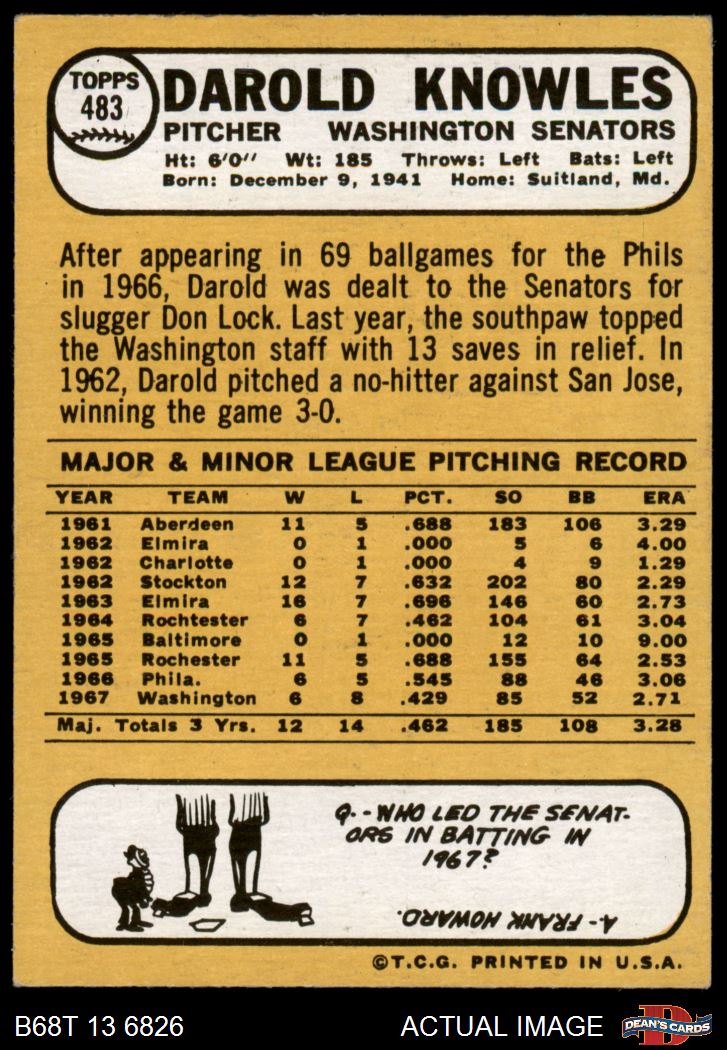 TOPPS
483
DAROLD KNOWLES
PITCHER WASHINGTON SENATORS
Ht: 6'0" Wt: 185 Throws: Left Bats: Left
Born: December 9, 1941 Home: Suitland, Md.
After appearing in 69 ballgames for the Phils
in 1966, Darold was dealt to the Senators for
slugger Don Lock. Last year, the southpaw topped
the Washington staff with 13 saves in relief. In
1962, Darold pitched a no-hitter against San Jose,
winning the game 3-0.
MAJOR & MINOR LEAGUE PITCHING RECORD
YEAR TEAM W L PCT. SO BB ERA
1961 Aberdeen 11 5 .688 183 106 3.29
1962 Elmira 0 1 .000 5 6 4.00
1962 Charlotte 0 1 .000 4 9 1.29
1962 Stockton 12 7 .632 202 80 2.29
1963 Elmira 16 7 .696 146 60 2.73
1964 Rochtester 6 7 .462 104 61 3.04
1965 Baltimore 0 1 .000 12 10 9.00
1965 Rochester 11 5 .688 155 64 2.53
1966 Phila. 6 5 .545 88 46 3.06
1967 Washington 6 8 .429 85 52 2.71
Maj. Totals 3 Yrs. 12 14 .462 185 108 3.28
Q.--WHO LED THE SENAT-
ORS IN BATTING IN
1967?
A-FRANK HOWARD.
©T.C.G. PRINTED IN U.S.A.
B68T 13 6826 ACTUAL IMAGE
D
DEAN'S CARDS